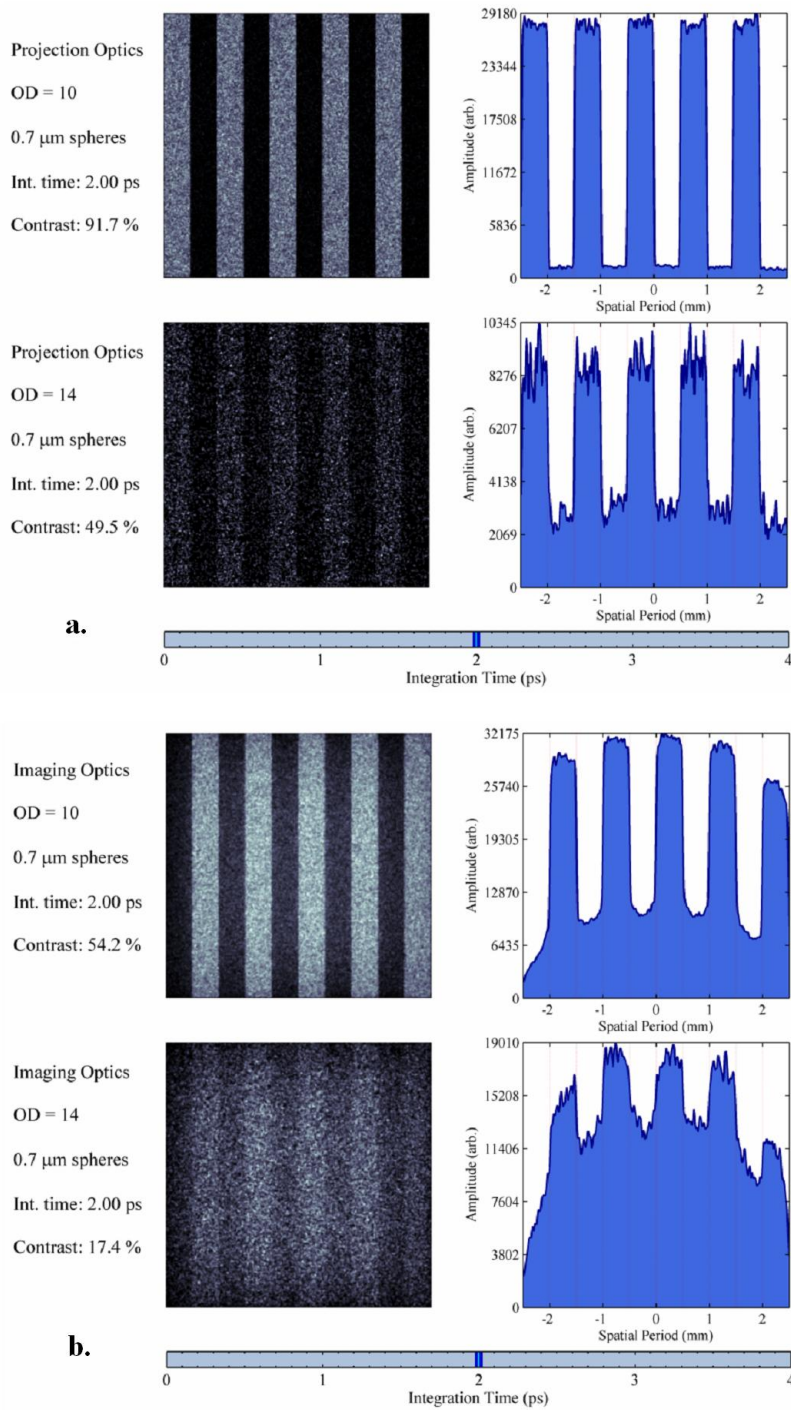 Projection Optics
OD = 10
0.7 μm spheres
Int. time: 2.00 ps
Contrast: 91.7 %
29180
23344
17508
11672
5836
0
Amplitude (arb.)
-2 -1 0 1 2
Spatial Period (mm)
Projection Optics
OD = 14
0.7 μm spheres
Int. time: 2.00 ps
Contrast: 49.5 %
10345
8276
6207
4138
2069
0
Amplitude (arb.)
-2 -1 0 1 2
Spatial Period (mm)
a.
0 1 2 3 4
Integration Time (ps)
Imaging Optics
OD = 10
0.7 μm spheres
Int. time: 2.00 ps
Contrast: 54.2 %
32175
25740
19305
12870
6435
0
Amplitude (arb.)
-2 -1 0 1 2
Spatial Period (mm)
Imaging Optics
OD = 14
0.7 μm spheres
Int. time: 2.00 ps
Contrast: 17.4 %
19010
15208
11406
7604
3802
0
Amplitude (arb.)
-2 -1 0 1 2
Spatial Period (mm)
b.
0 1 2 3 4
Integration Time (ps)